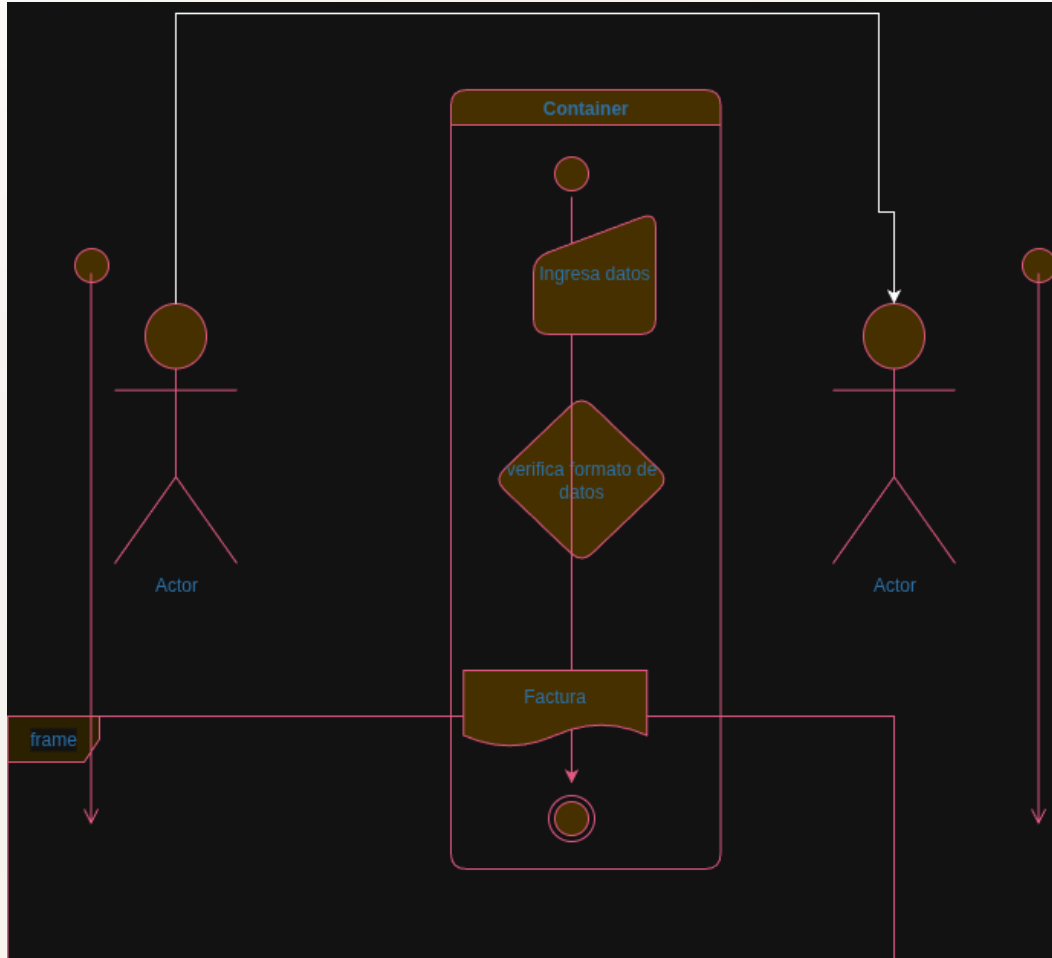 Container
Ingresa datos
verifica formato de
datos
Actor
Actor
Factura
frame